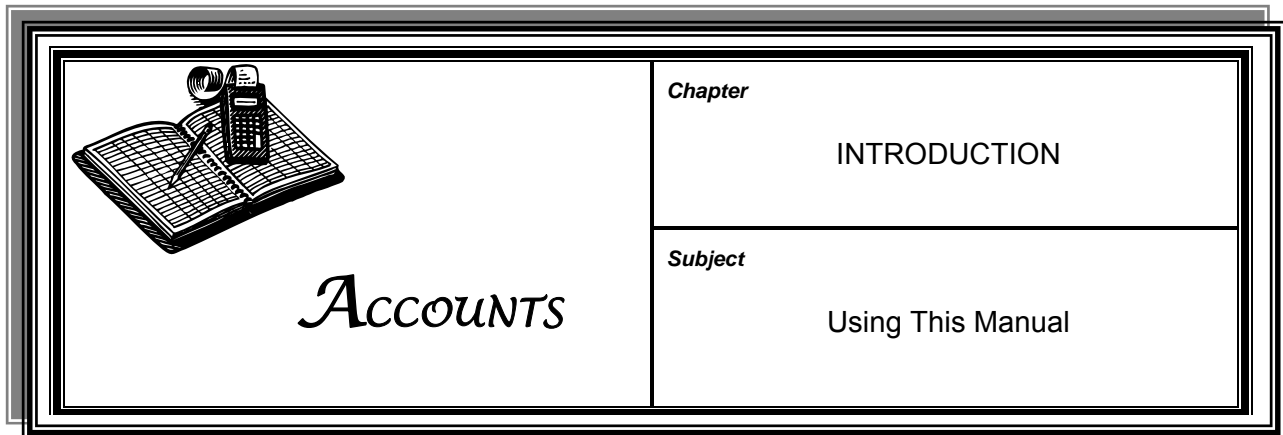 Accounts
Chapter
INTRODUCTION
Subject
Using This Manual